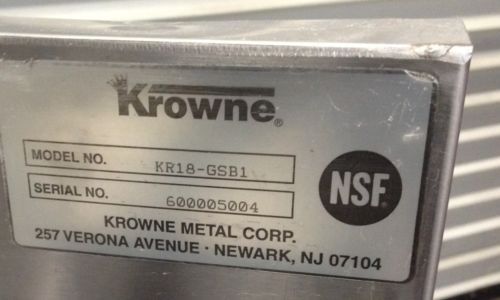 Krowne®
MODEL NO. KR18-GSB1
SERIAL NO. 600005004
NSF
KROWNE METAL CORP.
257 VERONA AVENUE · NEWARK, NJ 07104